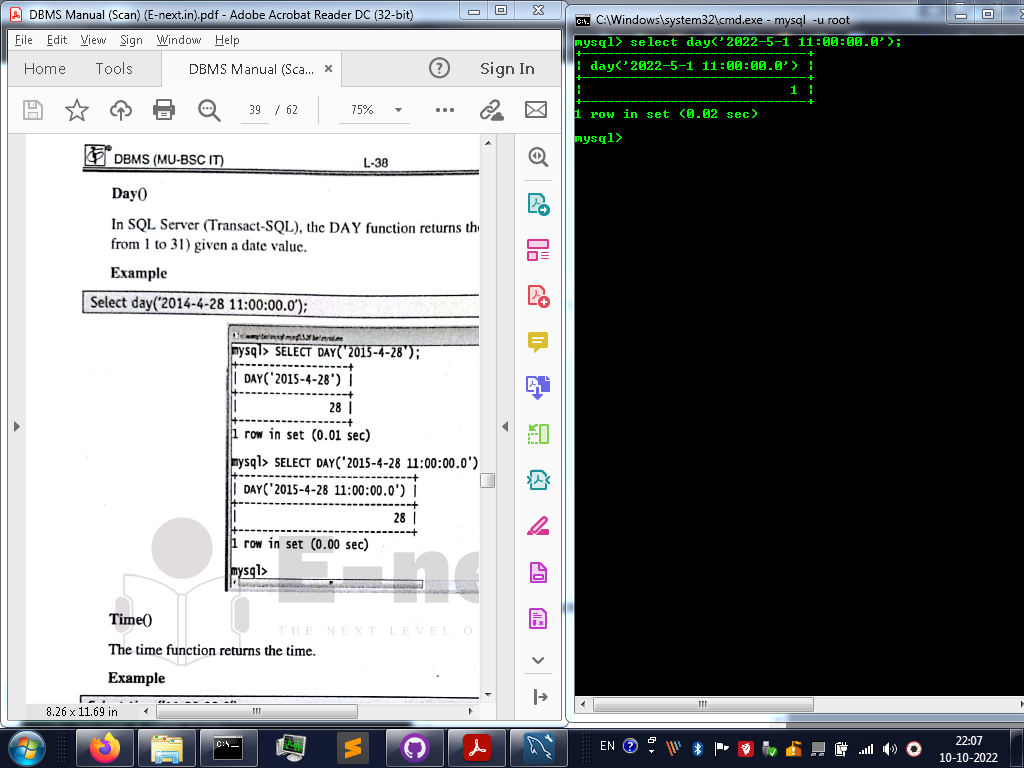 DBMS Manual (Scan) (E-next.in).pdf - Adobe Acrobat Reader DC (32-bit)
File Edit View Sign Window Help
Home Tools DBMS Manual (Sca... × Sign In
39 / 62 75%
DBMS (MU-BSC IT) L-38
Day()
In SQL Server (Transact-SQL), the DAY function returns th
from 1 to 31) given a date value.
Example
Select day('2014-4-28 11:00:00.0');
mysql> SELECT DAY('2015-4-28');
+----------------+
| DAY('2015-4-28') |
+----------------+
| 28 |
+----------------+
1 row in set (0.01 sec)
mysql> SELECT DAY('2015-4-28 11:00:00.0')
+---------------------------+
| DAY('2015-4-28 11:00:00.0') |
+---------------------------+
| 28 |
+---------------------------+
1 row in set (0.00 sec)
mysql>
E-ne
THE NEXT LEVEL O
Time()
The time function returns the time.
Example
8.26 x 11.69 in
C:\Windows\system32\cmd.exe - mysql -u root
mysql> select day('2022-5-1 11:00:00.0');
+----------------------------+
| day('2022-5-1 11:00:00.0') |
+----------------------------+
| 1 |
+----------------------------+
1 row in set (0.02 sec)
mysql>
EN
22:07
10-10-2022